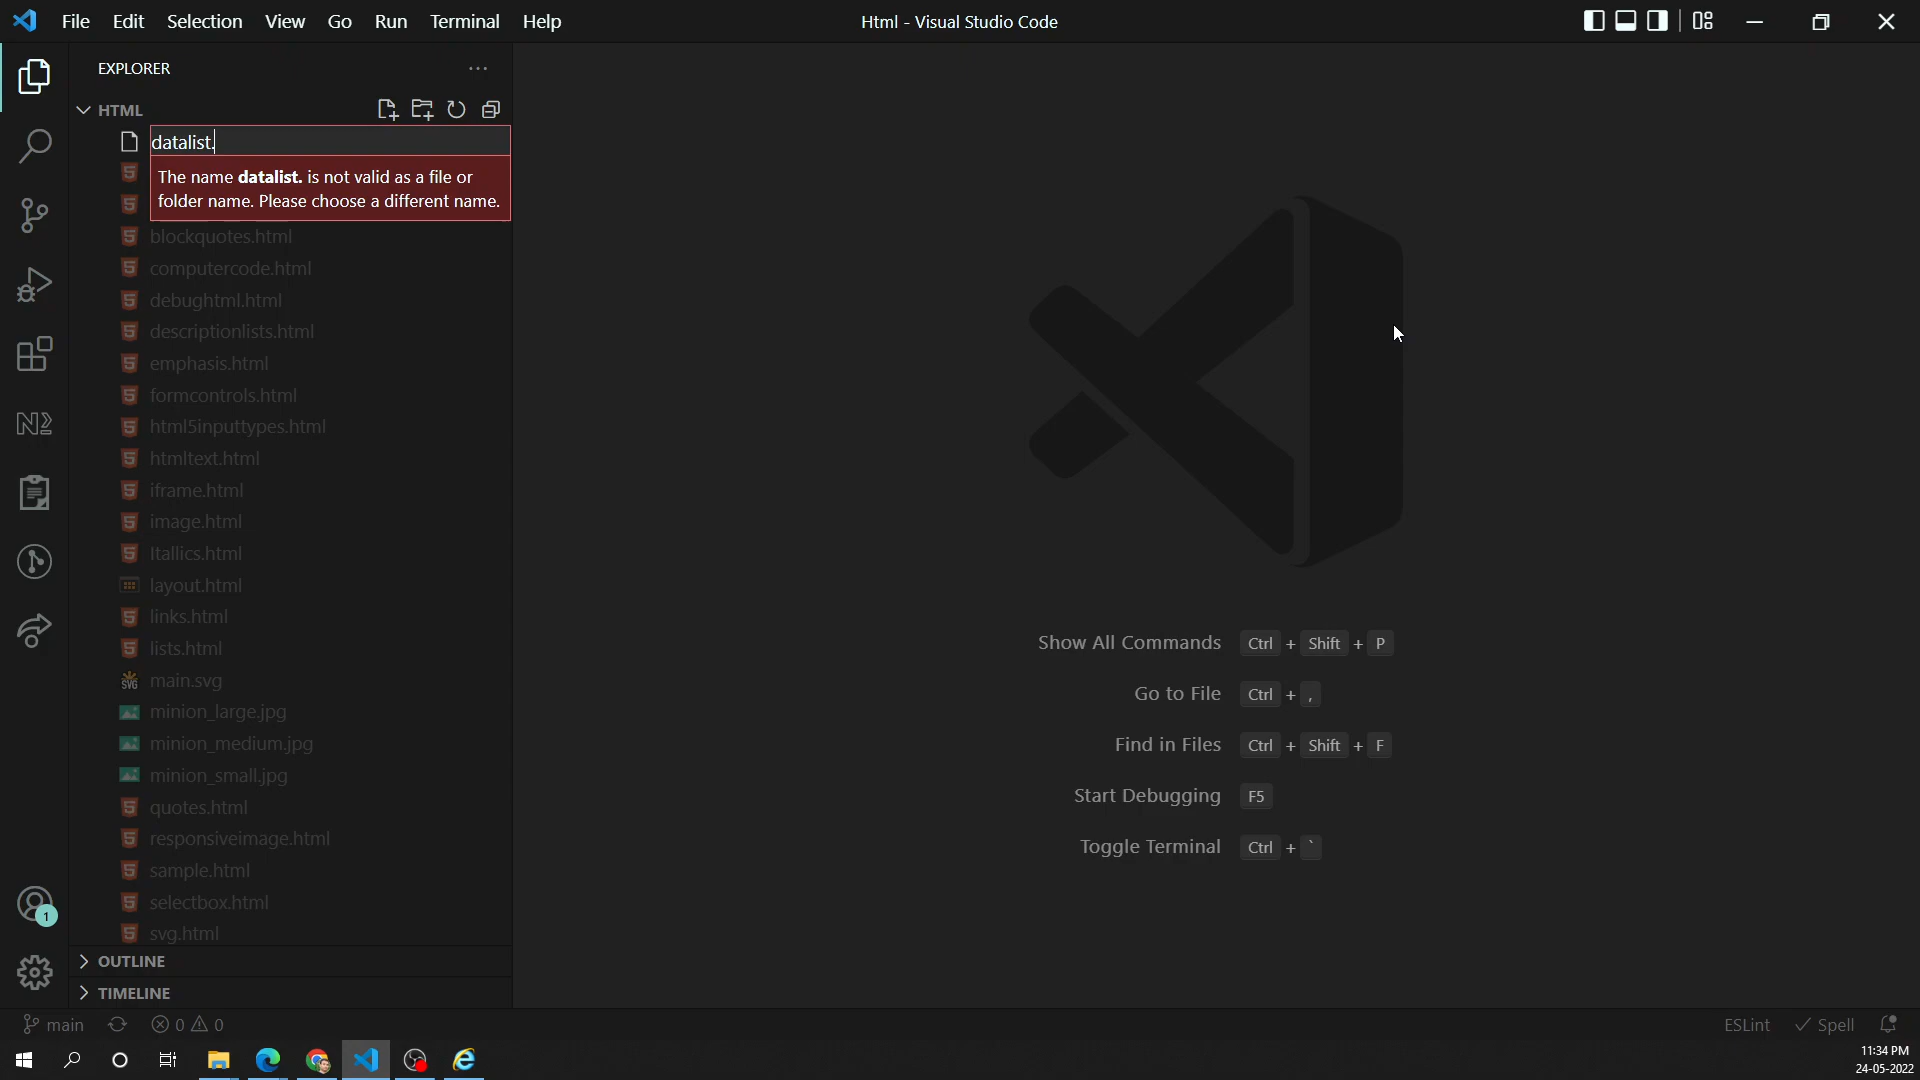 File Edit Selection View Go Run Terminal Help
Html - Visual Studio Code
EXPLORER
HTML
datalist.
The name datalist. is not valid as a file or
folder name. Please choose a different name.
blockquotes.html
computercode.html
debughtml.html
descriptionlists.html
emphasis.html
formcontrols.html
html5inputtypes.html
htmltext.html
iframe.html
image.html
Itallics.html
layout.html
links.html
lists.html
main.svg
minion_large.jpg
minion_medium.jpg
minion_small.jpg
quotes.html
responsiveimage.html
sample.html
selectbox.html
svg.html
OUTLINE
TIMELINE
Show All Commands Ctrl + Shift + P
Go to File Ctrl + ,
Find in Files Ctrl + Shift + F
Start Debugging F5
Toggle Terminal Ctrl + `
1
main 0 0
ESLint Spell
11:34 PM
24-05-2022